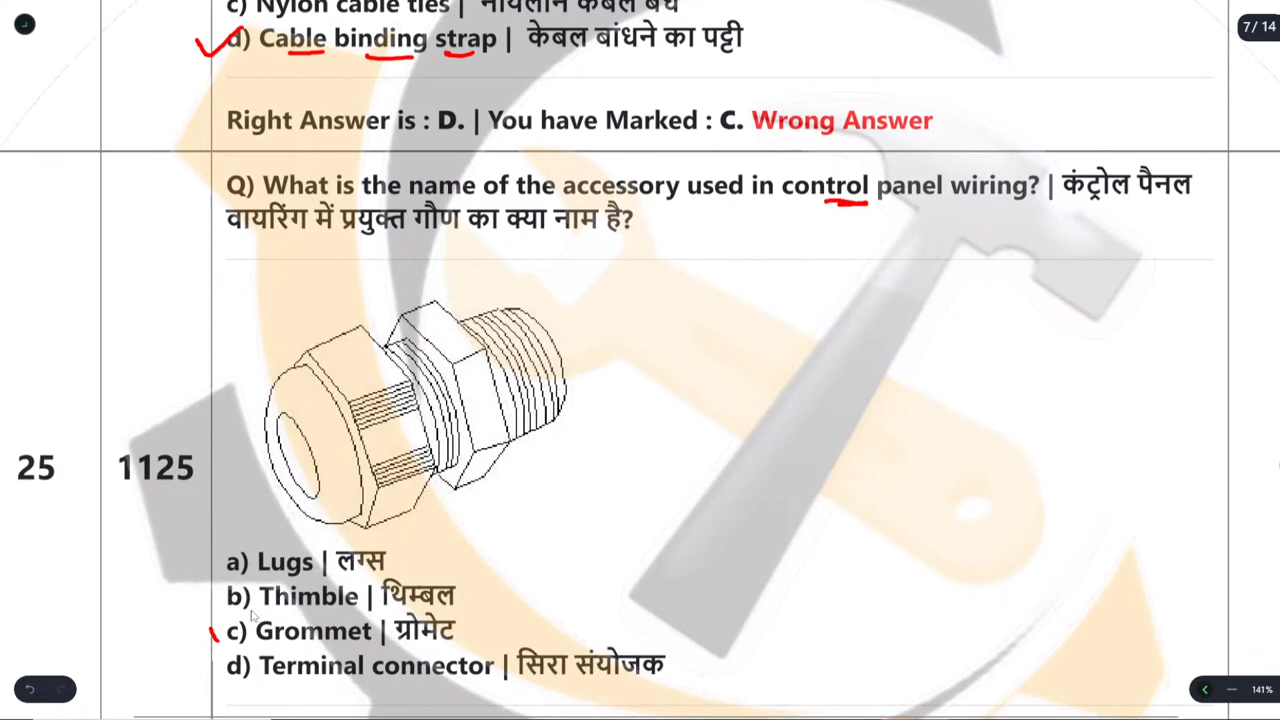 c) Nylon cable ties | नायलॉन केबल बंध
d) Cable binding strap | केबल बांधने का पट्टी
7 / 14
Right Answer is : D. | You have Marked : C. Wrong Answer
Q) What is the name of the accessory used in control panel wiring? | कंट्रोल पैनल
वायरिंग में प्रयुक्त गौण का क्या नाम है?
25
1125
a) Lugs | लग्स
b) Thimble | थिम्बल
c) Grommet | ग्रोमेट
d) Terminal connector | सिरा संयोजक
141%